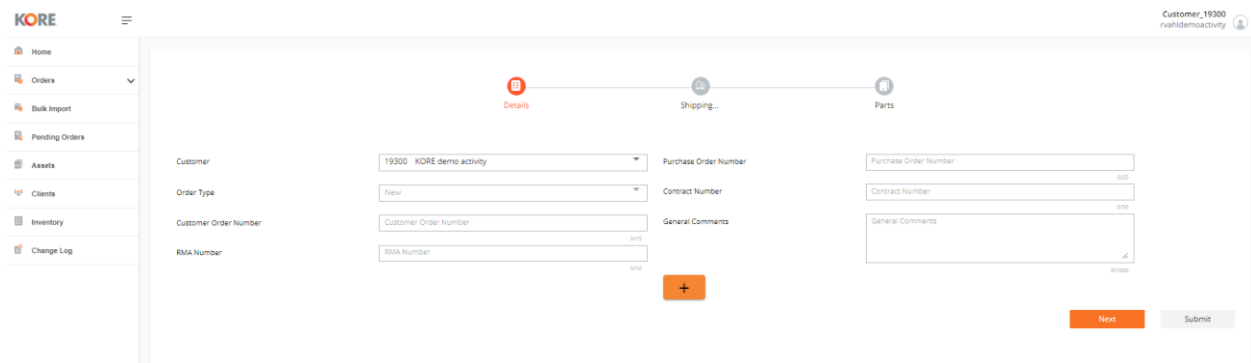 KORE
Customer_19300
rvahldemoactivity
Home
Orders
Bulk Import
Pending Orders
Assets
Clients
Inventory
Change Log
Details
Shipping...
Parts
Customer
19300 KORE demo activity
Purchase Order Number
Purchase Order Number
0/25
Order Type
New
Contract Number
Contract Number
0/50
Customer Order Number
Customer Order Number
0/15
General Comments
General Comments
0/1000
RMA Number
RMA Number
0/10
+
Next
Submit